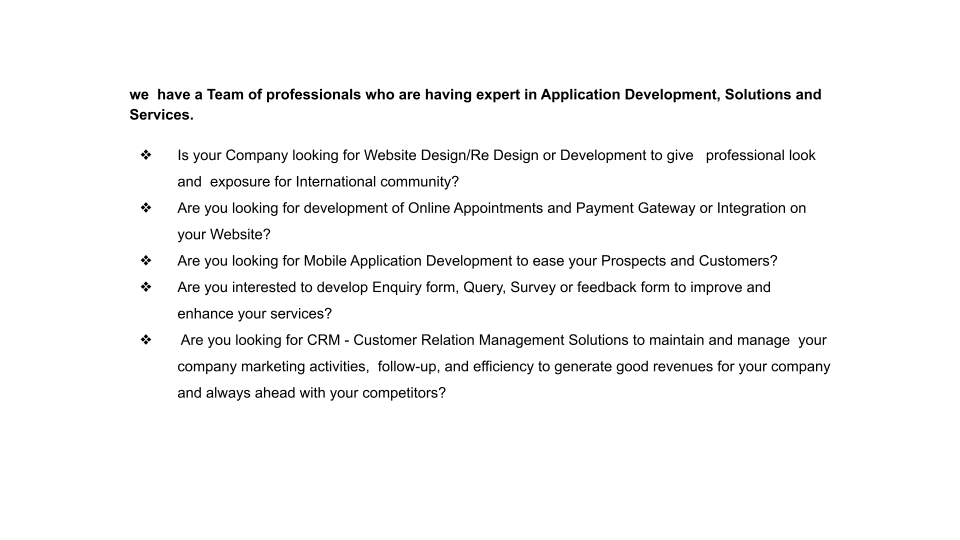 we  have a Team of professionals who are having expert in Application Development, Solutions and
Services.
❖ Is your Company looking for Website Design/Re Design or Development to give   professional look
and  exposure for International community?
❖ Are you looking for development of Online Appointments and Payment Gateway or Integration on
your Website?
❖ Are you looking for Mobile Application Development to ease your Prospects and Customers?
❖ Are you interested to develop Enquiry form, Query, Survey or feedback form to improve and
enhance your services?
❖  Are you looking for CRM - Customer Relation Management Solutions to maintain and manage  your
company marketing activities,  follow-up, and efficiency to generate good revenues for your company
and always ahead with your competitors?